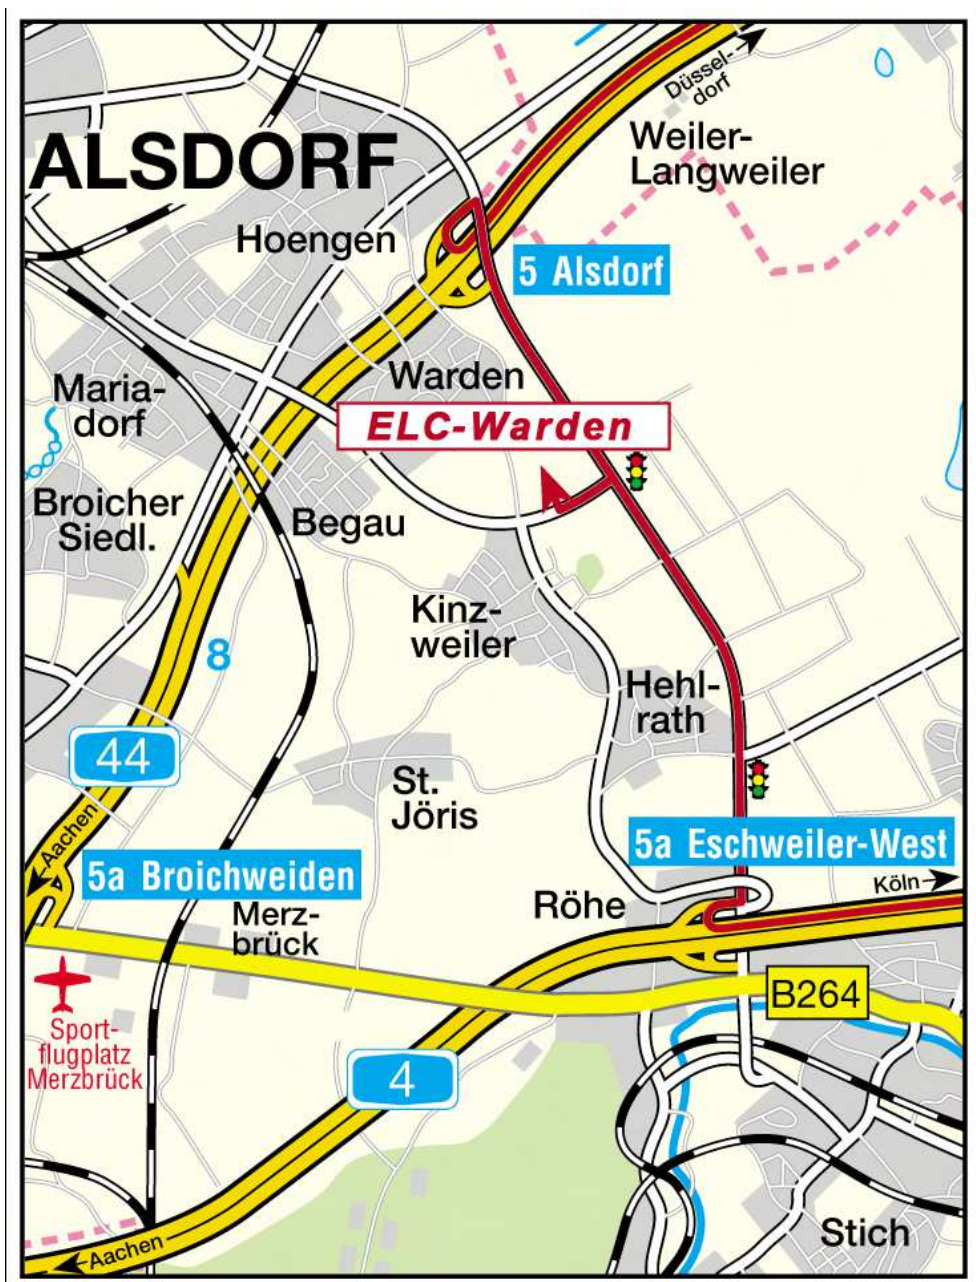 Düssel-
dorf
Weiler-
Langweiler
ALSDORF
Hoengen
5 Alsdorf
Maria-
dorf
Warden
ELC-Warden
Broicher
Siedl.
Begau
Kinz-
weiler
8
Hehl-
rath
44
St.
Jöris
Aachen
5a Broichweiden
5a Eschweiler-West
Köln
Röhe
Merz-
brück
B264
Sport-
flugplatz
Merzbrück
4
Stich
Aachen